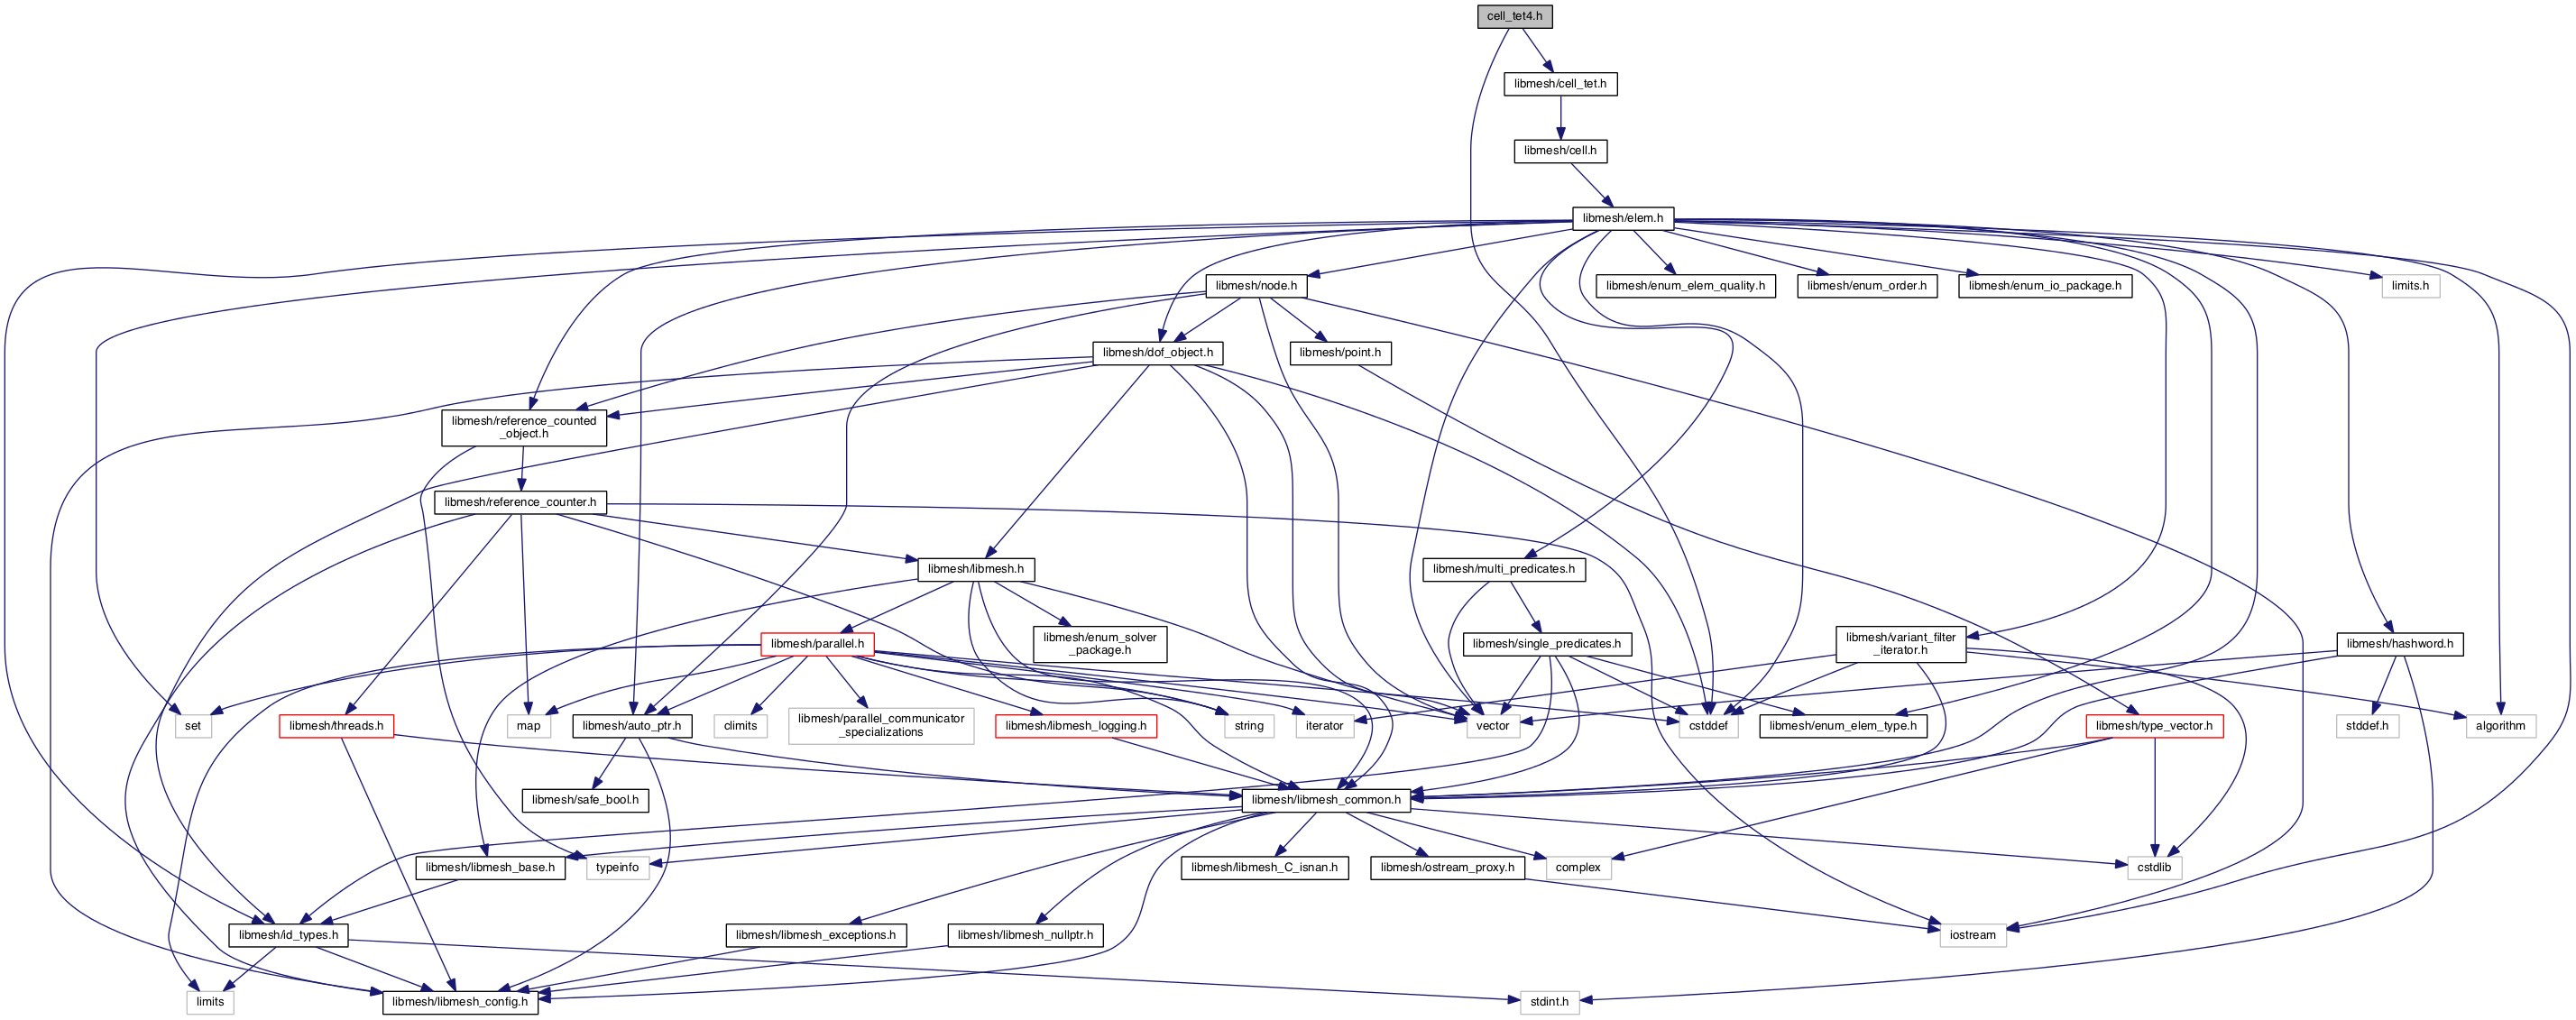 cell_tet4.h
libmesh/cell_tet.h
libmesh/cell.h
libmesh/elem.h
libmesh/node.h
libmesh/enum_elem_quality.h
libmesh/enum_order.h
libmesh/enum_io_package.h
limits.h
libmesh/dof_object.h
libmesh/point.h
libmesh/reference_counted
_object.h
libmesh/reference_counter.h
libmesh/libmesh.h
libmesh/multi_predicates.h
libmesh/parallel.h
libmesh/enum_solver
_package.h
libmesh/single_predicates.h
libmesh/variant_filter
_iterator.h
libmesh/hashword.h
set
libmesh/threads.h
map
libmesh/auto_ptr.h
climits
libmesh/parallel_communicator
_specializations
libmesh/libmesh_logging.h
string
iterator
vector
cstddef
libmesh/enum_elem_type.h
libmesh/type_vector.h
stddef.h
algorithm
libmesh/safe_bool.h
libmesh/libmesh_common.h
libmesh/libmesh_base.h
typeinfo
libmesh/libmesh_C_isnan.h
libmesh/ostream_proxy.h
complex
cstdlib
libmesh/id_types.h
libmesh/libmesh_exceptions.h
libmesh/libmesh_nullptr.h
iostream
limits
libmesh/libmesh_config.h
stdint.h